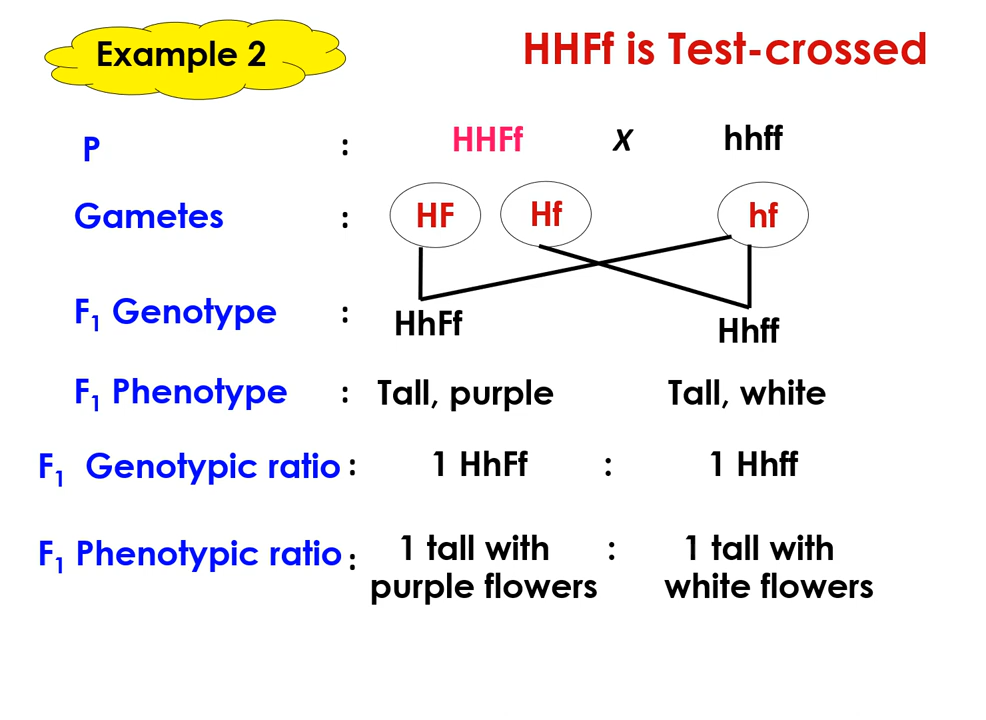 Example 2
HHFf is Test-crossed
P : HHFf x hhff
Gametes : HF Hf hf
F1 Genotype : HhFf Hhff
F1 Phenotype : Tall, purple Tall, white
F1 Genotypic ratio : 1 HhFf : 1 Hhff
F1 Phenotypic ratio : 1 tall with : 1 tall with
purple flowers white flowers